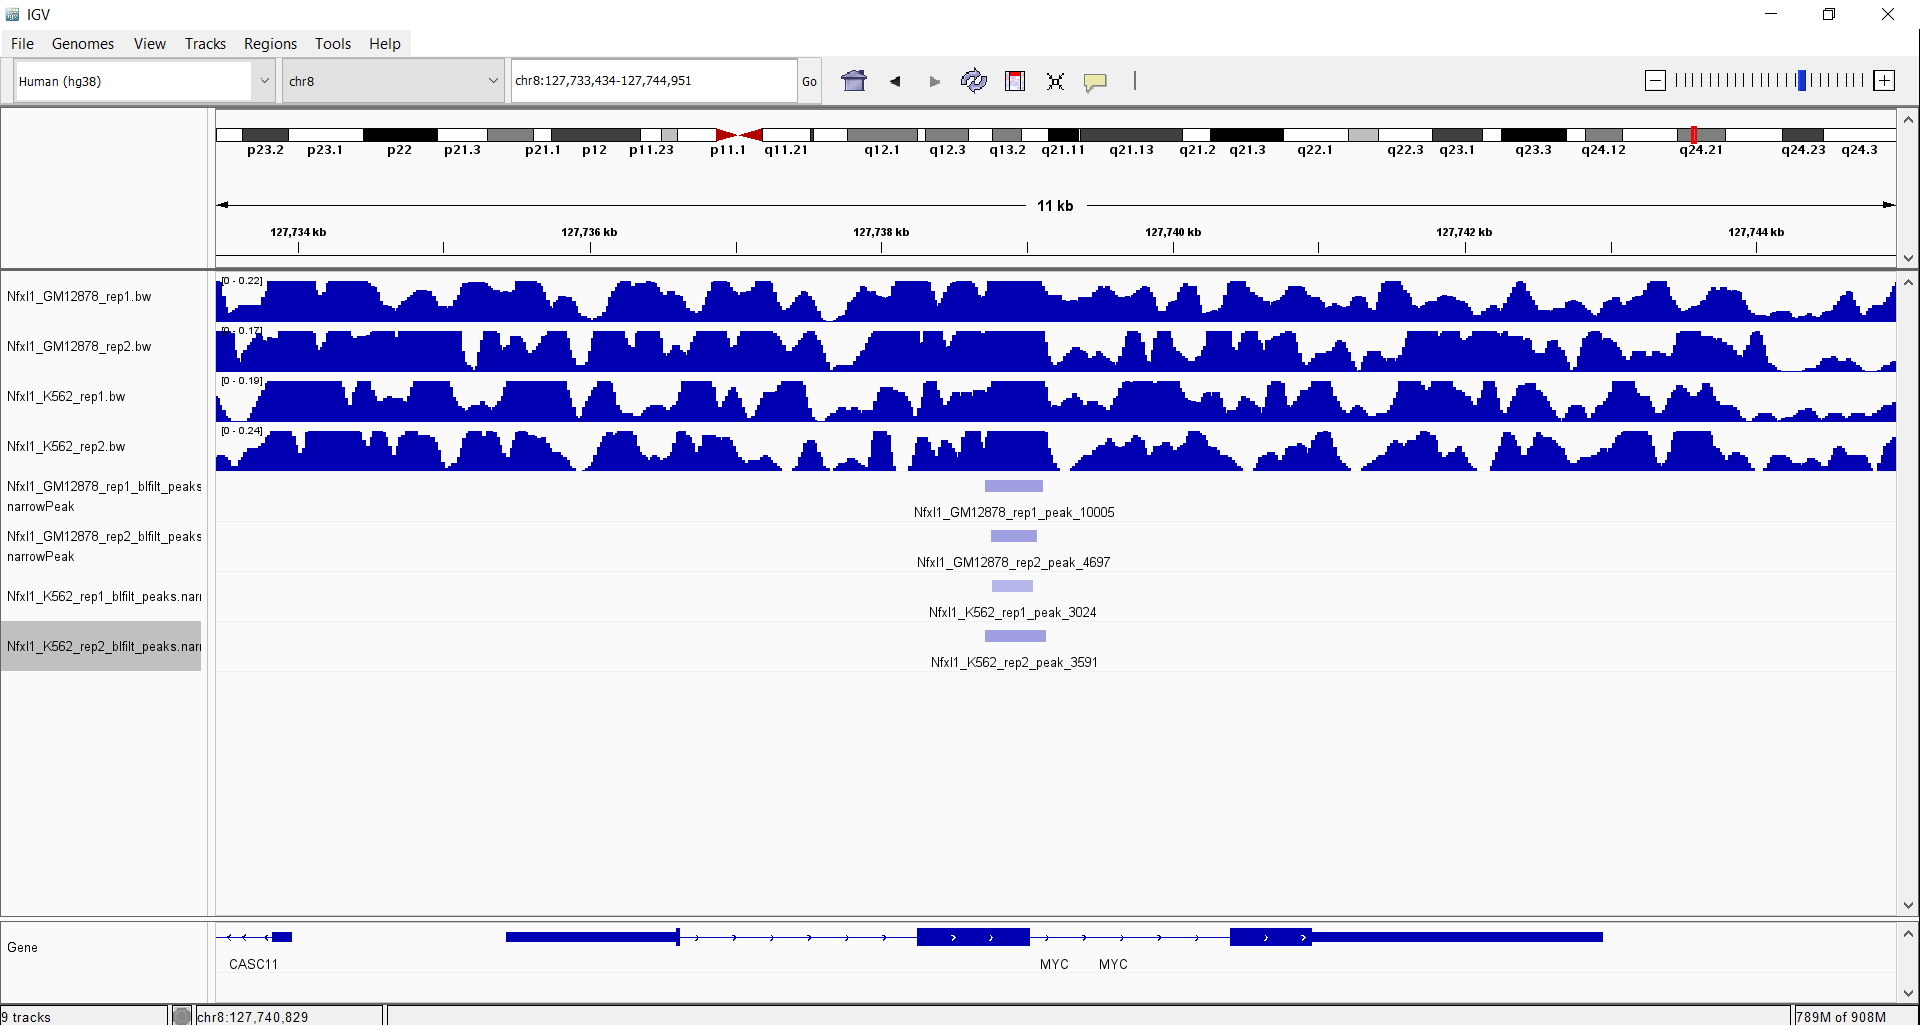 IGV
File Genomes View Tracks Regions Tools Help
Human (hg38) chr8 chr8:127,733,434-127,744,951 Go
p23.2 p23.1 p22 p21.3 p21.1 p12 p11.23 p11.1 q11.21 q12.1 q12.3 q13.2 q21.11 q21.13 q21.2 q21.3 q22.1 q22.3 q23.1 q23.3 q24.12 q24.21 q24.23 q24.3
11 kb
127,734 kb 127,736 kb 127,738 kb 127,740 kb 127,742 kb 127,744 kb
[0 - 0.22]
Nfxl1_GM12878_rep1.bw
[0 - 0.17]
Nfxl1_GM12878_rep2.bw
[0 - 0.19]
Nfxl1_K562_rep1.bw
[0 - 0.24]
Nfxl1_K562_rep2.bw
Nfxl1_GM12878_rep1_blfilt_peaks
narrowPeak
Nfxl1_GM12878_rep1_peak_10005
Nfxl1_GM12878_rep2_blfilt_peaks
narrowPeak
Nfxl1_GM12878_rep2_peak_4697
Nfxl1_K562_rep1_blfilt_peaks.narr
Nfxl1_K562_rep1_peak_3024
Nfxl1_K562_rep2_blfilt_peaks.narr
Nfxl1_K562_rep2_peak_3591
Gene
CASC11 MYC MYC
9 tracks chr8:127,740,829 789M of 908M